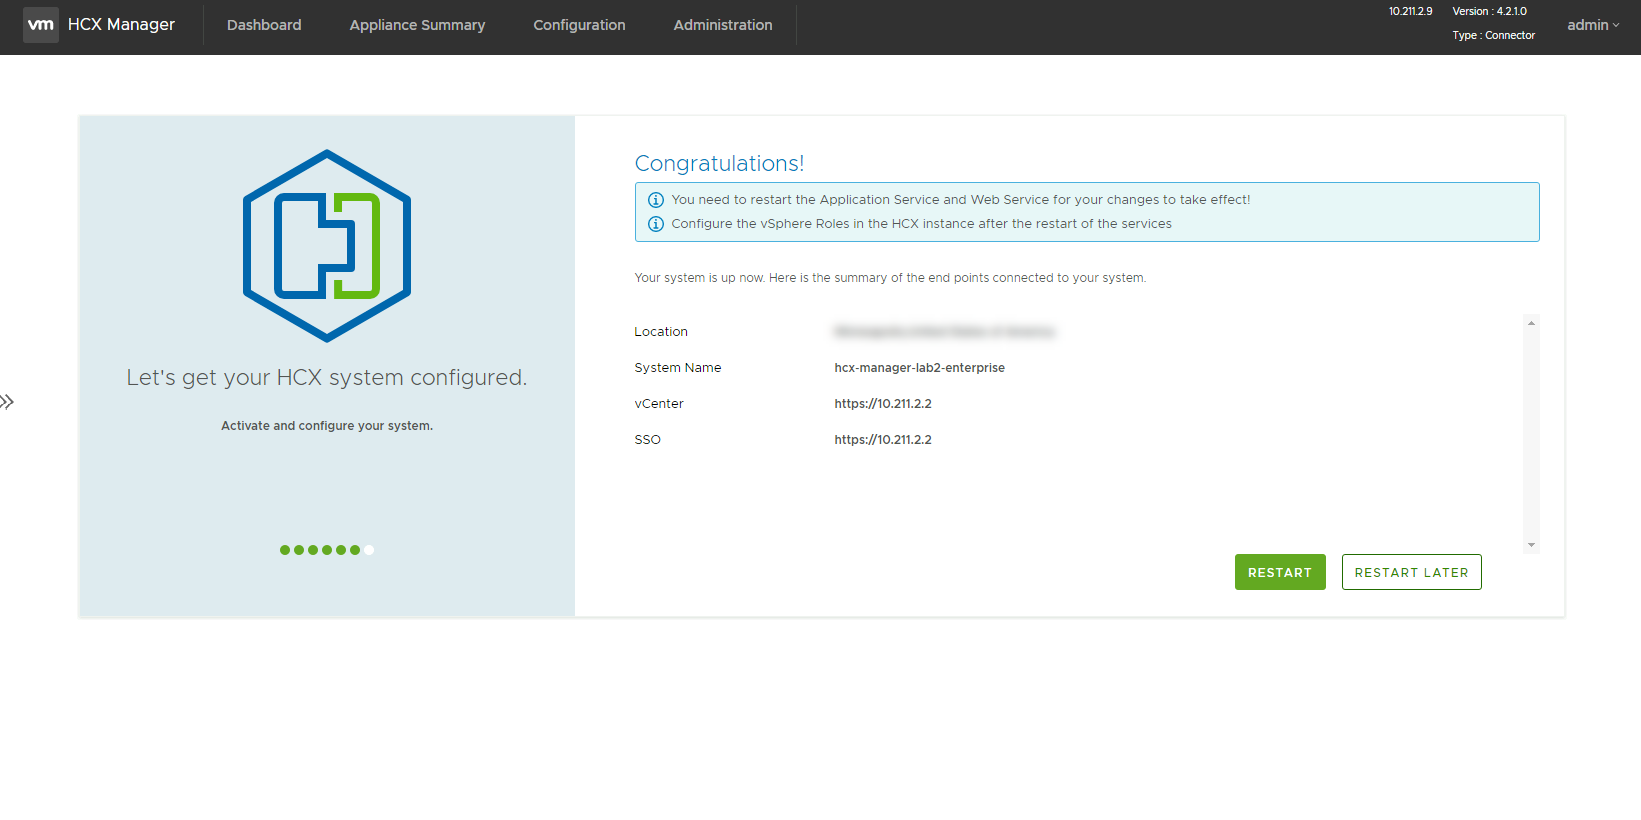 vm HCX Manager Dashboard Appliance Summary Configuration Administration 10.211.2.9 Version : 4.2.1.0 admin
Type : Connector
Let's get your HCX system configured.
Activate and configure your system.
Congratulations!
You need to restart the Application Service and Web Service for your changes to take effect!
Configure the vSphere Roles in the HCX instance after the restart of the services
Your system is up now. Here is the summary of the end points connected to your system.
Location
System Name hcx-manager-lab2-enterprise
vCenter https://10.211.2.2
SSO https://10.211.2.2
RESTART RESTART LATER